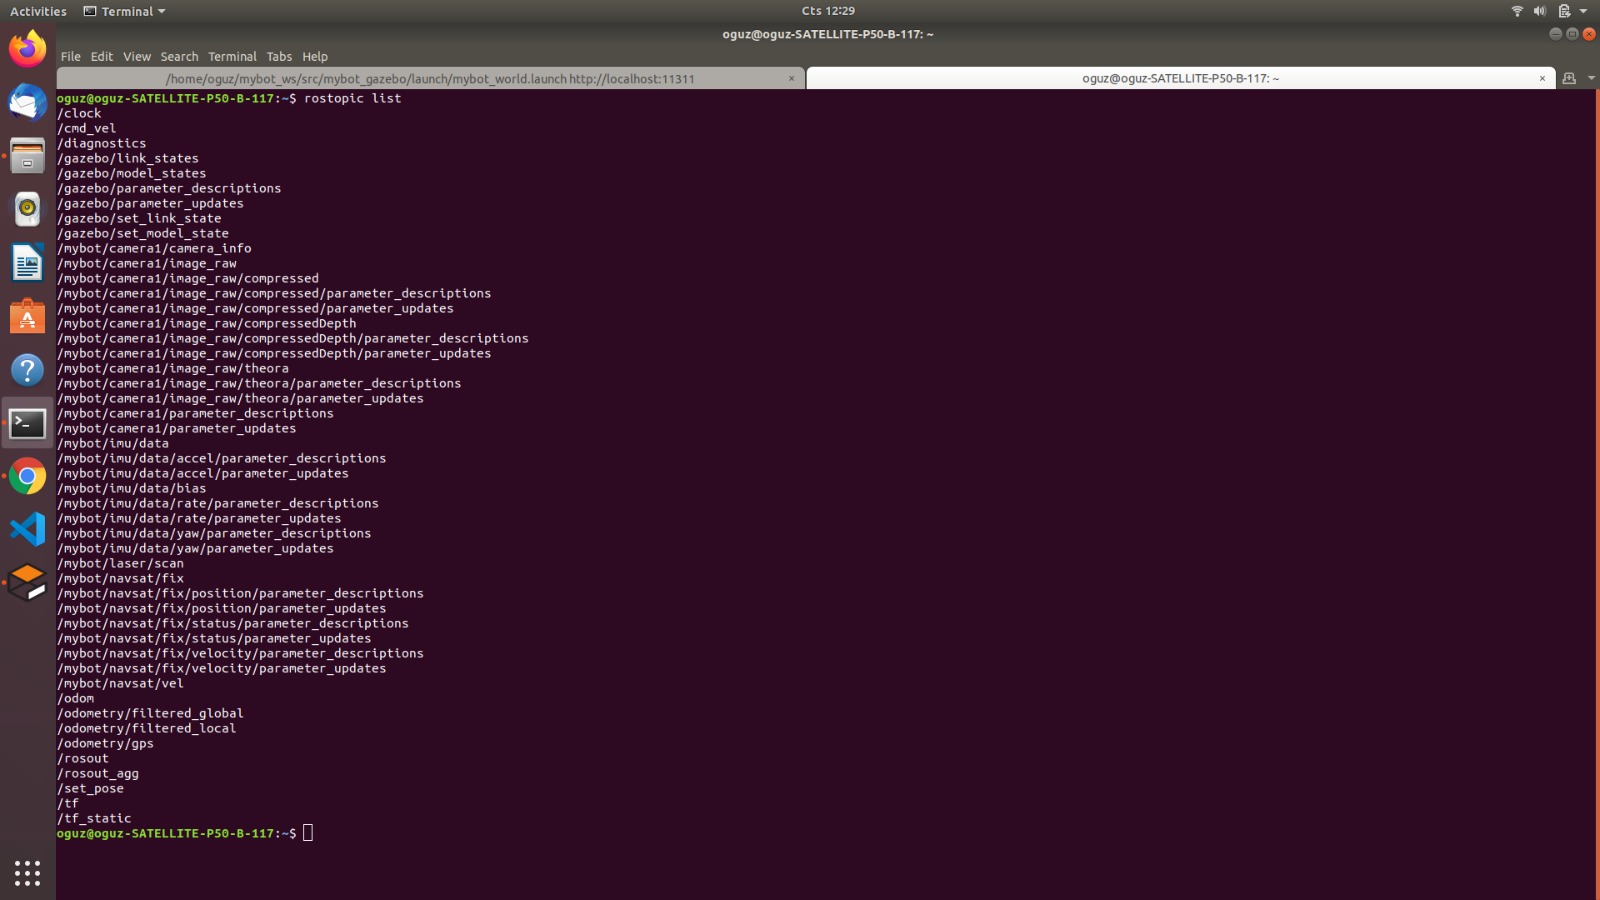 Activities Terminal Cts 12:29
oguz@oguz-SATELLITE-P50-B-117: ~
File Edit View Search Terminal Tabs Help
/home/oguz/mybot_ws/src/mybot_gazebo/launch/mybot_world.launch http://localhost:11311 × oguz@oguz-SATELLITE-P50-B-117: ~ ×
oguz@oguz-SATELLITE-P50-B-117:~$ rostopic list
/clock
/cmd_vel
/diagnostics
/gazebo/link_states
/gazebo/model_states
/gazebo/parameter_descriptions
/gazebo/parameter_updates
/gazebo/set_link_state
/gazebo/set_model_state
/mybot/camera1/camera_info
/mybot/camera1/image_raw
/mybot/camera1/image_raw/compressed
/mybot/camera1/image_raw/compressed/parameter_descriptions
/mybot/camera1/image_raw/compressed/parameter_updates
/mybot/camera1/image_raw/compressedDepth
/mybot/camera1/image_raw/compressedDepth/parameter_descriptions
/mybot/camera1/image_raw/compressedDepth/parameter_updates
/mybot/camera1/image_raw/theora
/mybot/camera1/image_raw/theora/parameter_descriptions
/mybot/camera1/image_raw/theora/parameter_updates
/mybot/camera1/parameter_descriptions
/mybot/camera1/parameter_updates
/mybot/imu/data
/mybot/imu/data/accel/parameter_descriptions
/mybot/imu/data/accel/parameter_updates
/mybot/imu/data/bias
/mybot/imu/data/rate/parameter_descriptions
/mybot/imu/data/rate/parameter_updates
/mybot/imu/data/yaw/parameter_descriptions
/mybot/imu/data/yaw/parameter_updates
/mybot/laser/scan
/mybot/navsat/fix
/mybot/navsat/fix/position/parameter_descriptions
/mybot/navsat/fix/position/parameter_updates
/mybot/navsat/fix/status/parameter_descriptions
/mybot/navsat/fix/status/parameter_updates
/mybot/navsat/fix/velocity/parameter_descriptions
/mybot/navsat/fix/velocity/parameter_updates
/mybot/navsat/vel
/odom
/odometry/filtered_global
/odometry/filtered_local
/odometry/gps
/rosout
/rosout_agg
/set_pose
/tf
/tf_static
oguz@oguz-SATELLITE-P50-B-117:~$